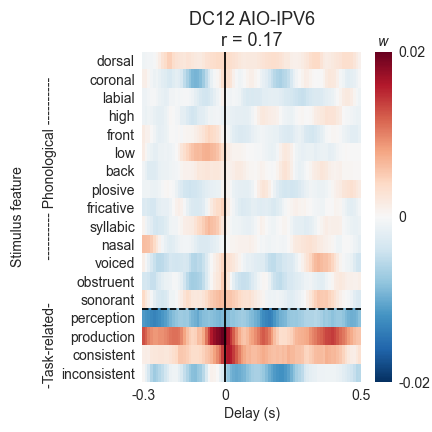 DC12 AIO-IPV6
r = 0.17
w
0.02
0
-0.02
Stimulus feature
---------- Phonological ----------
-Task-related-
dorsal
coronal
labial
high
front
low
back
plosive
fricative
syllabic
nasal
voiced
obstruent
sonorant
perception
production
consistent
inconsistent
-0.3
0
0.5
Delay (s)